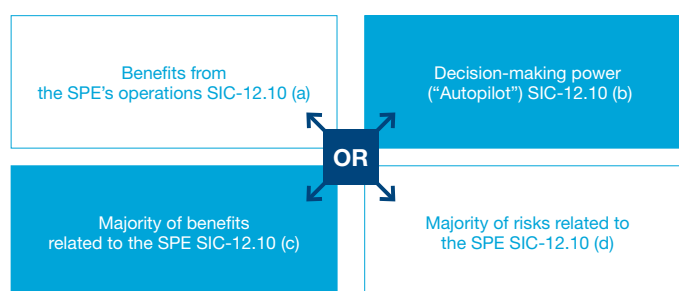 Benefits from
the SPE's operations SIC-12.10 (a)
Decision-making power
("Autopilot") SIC-12.10 (b)
OR
Majority of benefits
related to the SPE SIC-12.10 (c)
Majority of risks related to
the SPE SIC-12.10 (d)